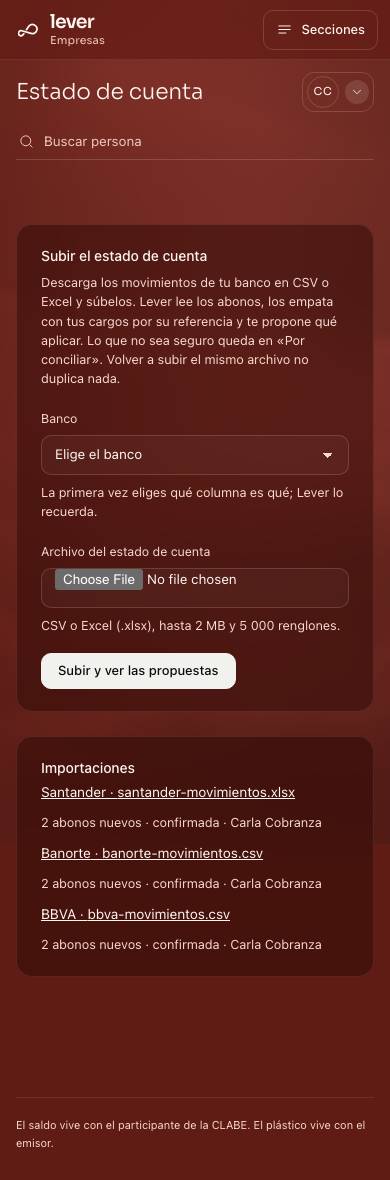 lever
Empresas
Secciones
Estado de cuenta
CC
Buscar persona
Subir el estado de cuenta
Descarga los movimientos de tu banco en CSV o
Excel y súbelos. Lever lee los abonos, los empata
con tus cargos por su referencia y te propone qué
aplicar. Lo que no sea seguro queda en «Por
conciliar». Volver a subir el mismo archivo no
duplica nada.
Banco
Elige el banco
La primera vez eliges qué columna es qué; Lever lo
recuerda.
Archivo del estado de cuenta
Choose File No file chosen
CSV o Excel (.xlsx), hasta 2 MB y 5 000 renglones.
Subir y ver las propuestas
Importaciones
Santander · santander-movimientos.xlsx
2 abonos nuevos · confirmada · Carla Cobranza
Banorte · banorte-movimientos.csv
2 abonos nuevos · confirmada · Carla Cobranza
BBVA · bbva-movimientos.csv
2 abonos nuevos · confirmada · Carla Cobranza
El saldo vive con el participante de la CLABE. El plástico vive con el
emisor.